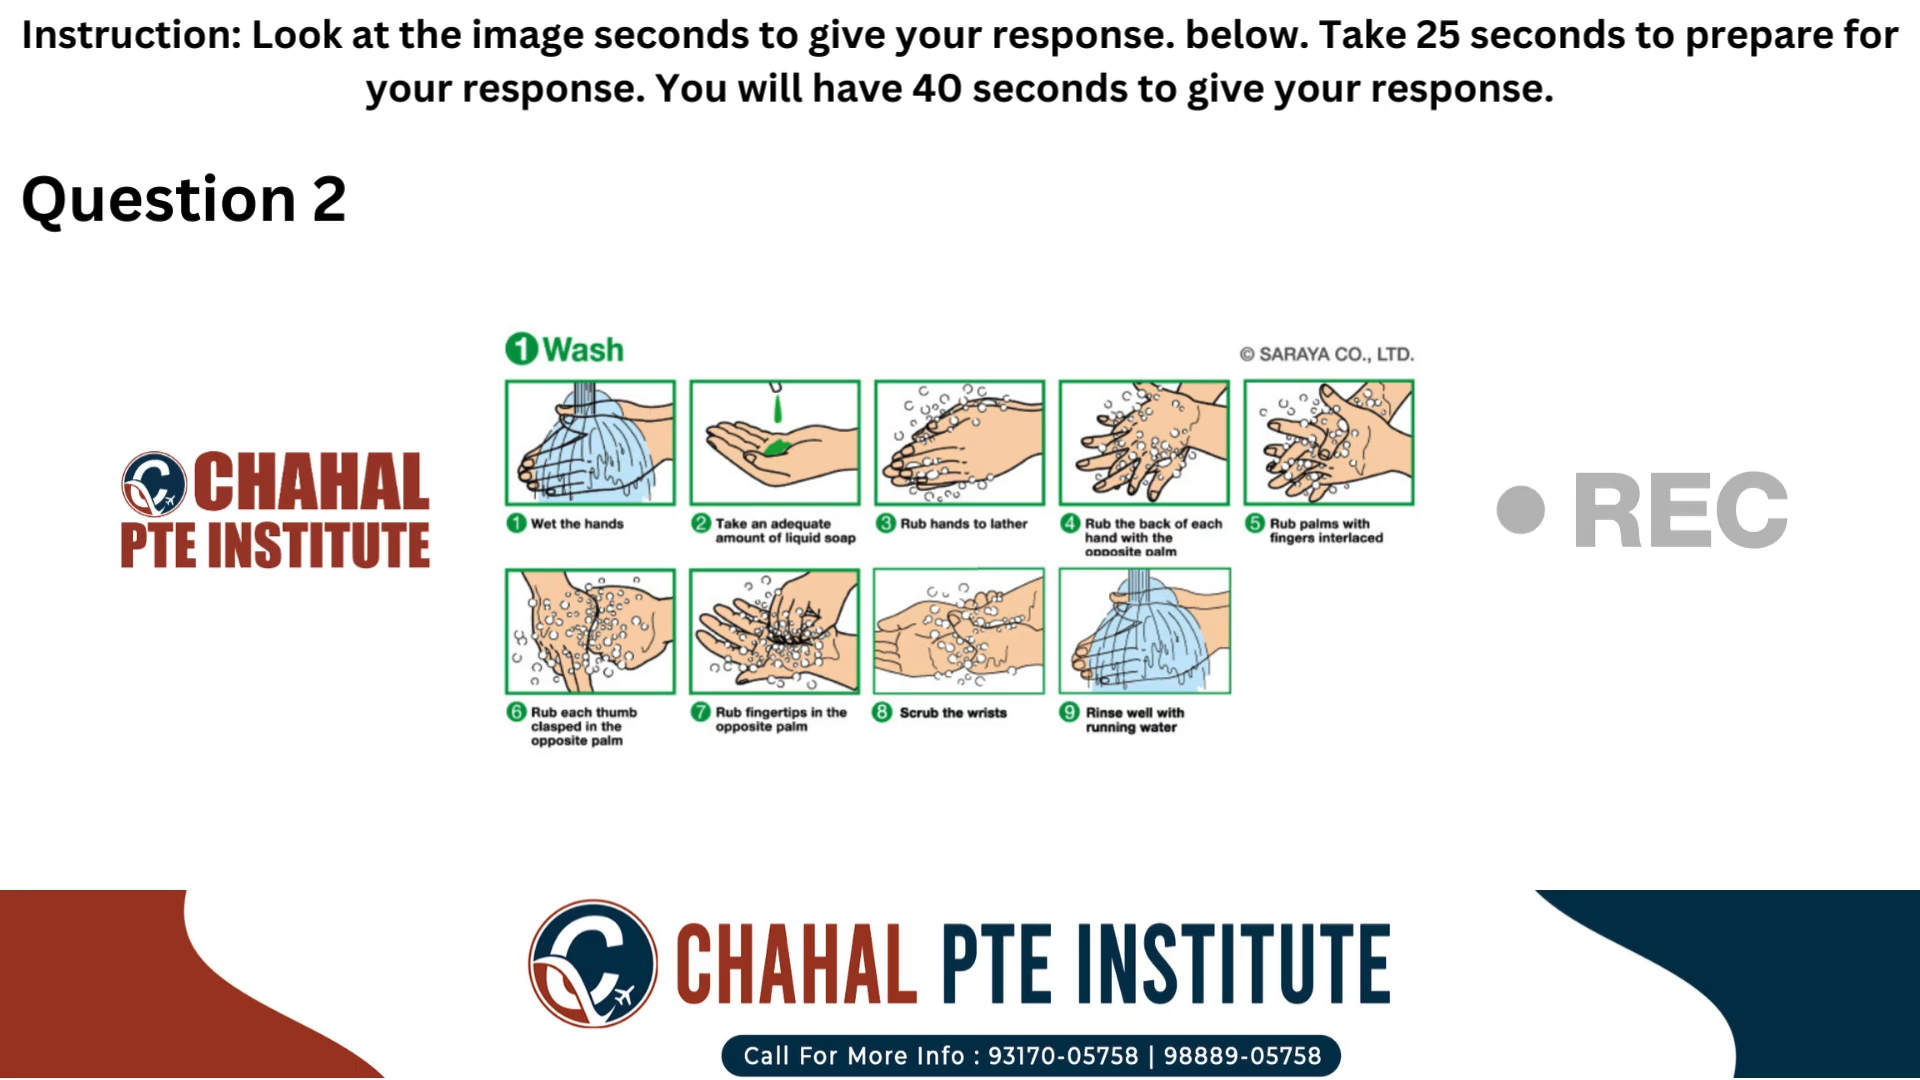 Instruction: Look at the image seconds to give your response. below. Take 25 seconds to prepare for
your response. You will have 40 seconds to give your response.
Question 2
1 Wash
© SARAYA CO., LTD.
1 Wet the hands
2 Take an adequate
amount of liquid soap
3 Rub hands to lather
4 Rub the back of each
hand with the
opposite palm
5 Rub palms with
fingers interlaced
6 Rub each thumb
clasped in the
opposite palm
7 Rub fingertips in the
opposite palm
8 Scrub the wrists
9 Rinse well with
running water
CHAHAL
PTE INSTITUTE
REC
CHAHAL PTE INSTITUTE
Call For More Info : 93170-05758 | 98889-05758